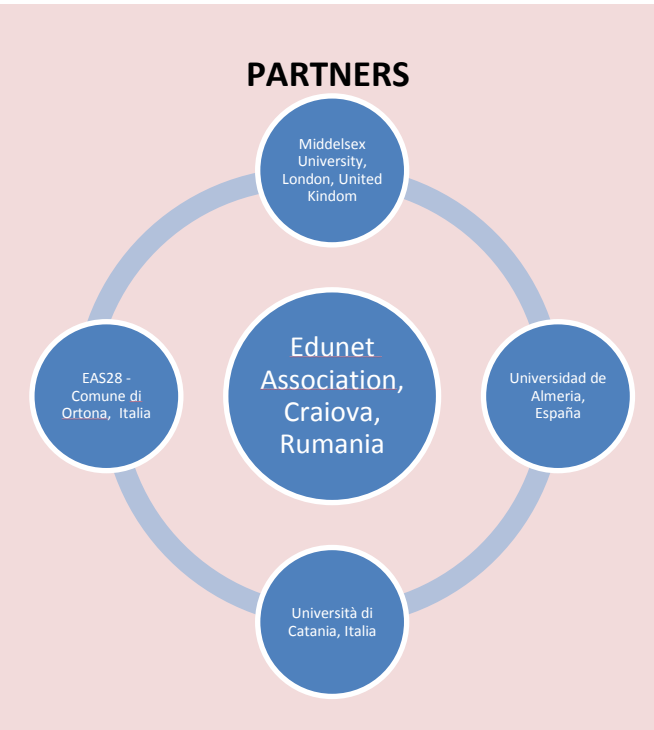 PARTNERS
Middelsex
University,
London, United
Kindom
Edunet
Association,
Craiova,
Rumania
EAS28 -
Comune di
Ortona, Italia
Universidad de
Almeria,
España
Università di
Catania, Italia